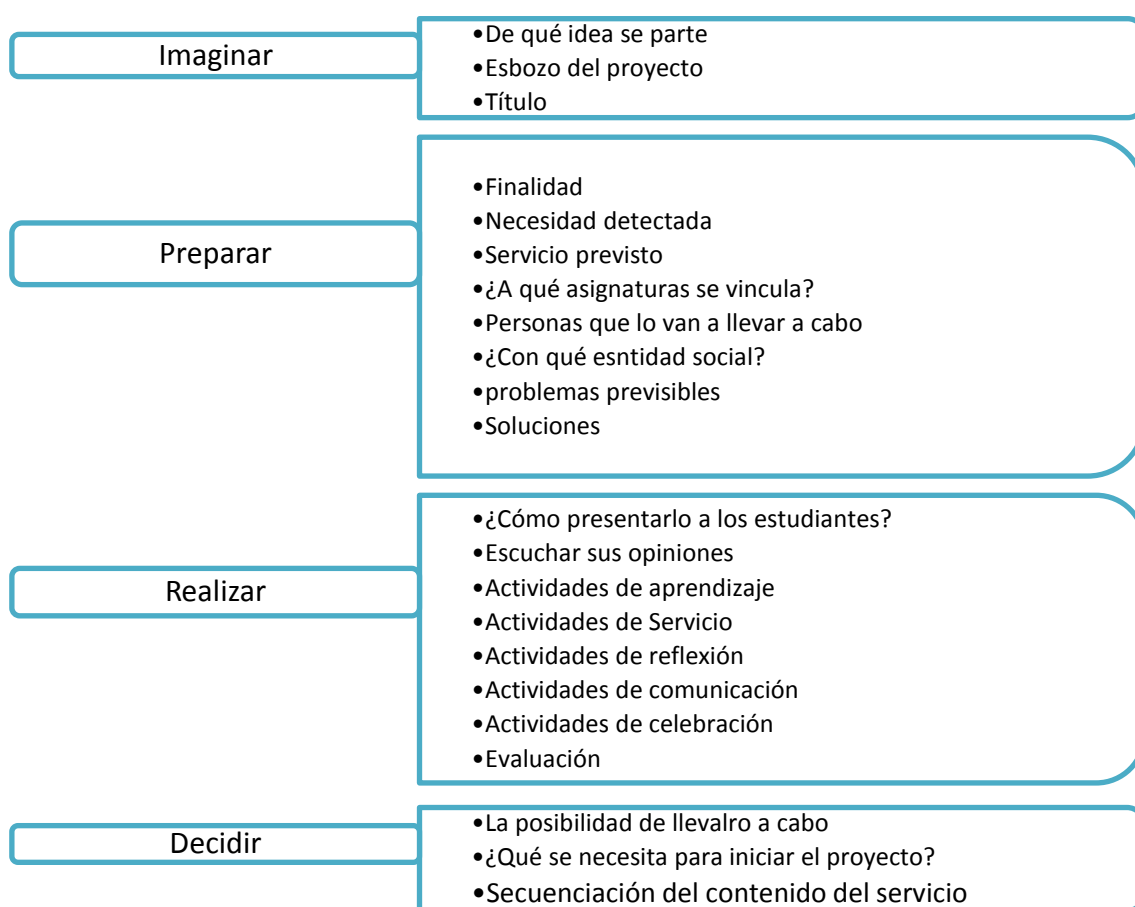 Imaginar
•De qué idea se parte
•Esbozo del proyecto
•Título
Preparar
•Finalidad
•Necesidad detectada
•Servicio previsto
•¿A qué asignaturas se vincula?
•Personas que lo van a llevar a cabo
•¿Con qué esntidad social?
•problemas previsibles
•Soluciones
Realizar
•¿Cómo presentarlo a los estudiantes?
•Escuchar sus opiniones
•Actividades de aprendizaje
•Actividades de Servicio
•Actividades de reflexión
•Actividades de comunicación
•Actividades de celebración
•Evaluación
Decidir
•La posibilidad de llevalro a cabo
•¿Qué se necesita para iniciar el proyecto?
•Secuenciación del contenido del servicio